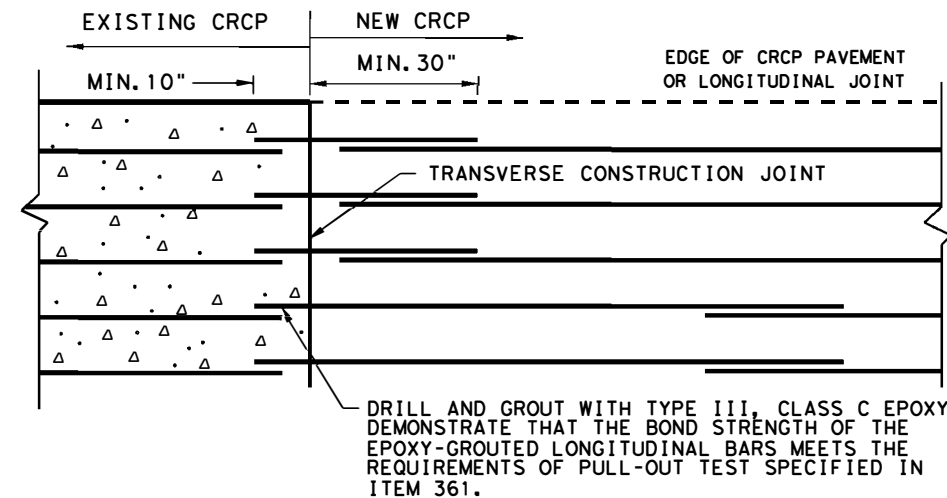 EXISTING CRCP
NEW CRCP
MIN. 10"
MIN. 30"
EDGE OF CRCP PAVEMENT
OR LONGITUDINAL JOINT
TRANSVERSE CONSTRUCTION JOINT
DRILL AND GROUT WITH TYPE III, CLASS C EPOXY
DEMONSTRATE THAT THE BOND STRENGTH OF THE
EPOXY-GROUTED LONGITUDINAL BARS MEETS THE
REQUIREMENTS OF PULL-OUT TEST SPECIFIED IN
ITEM 361.